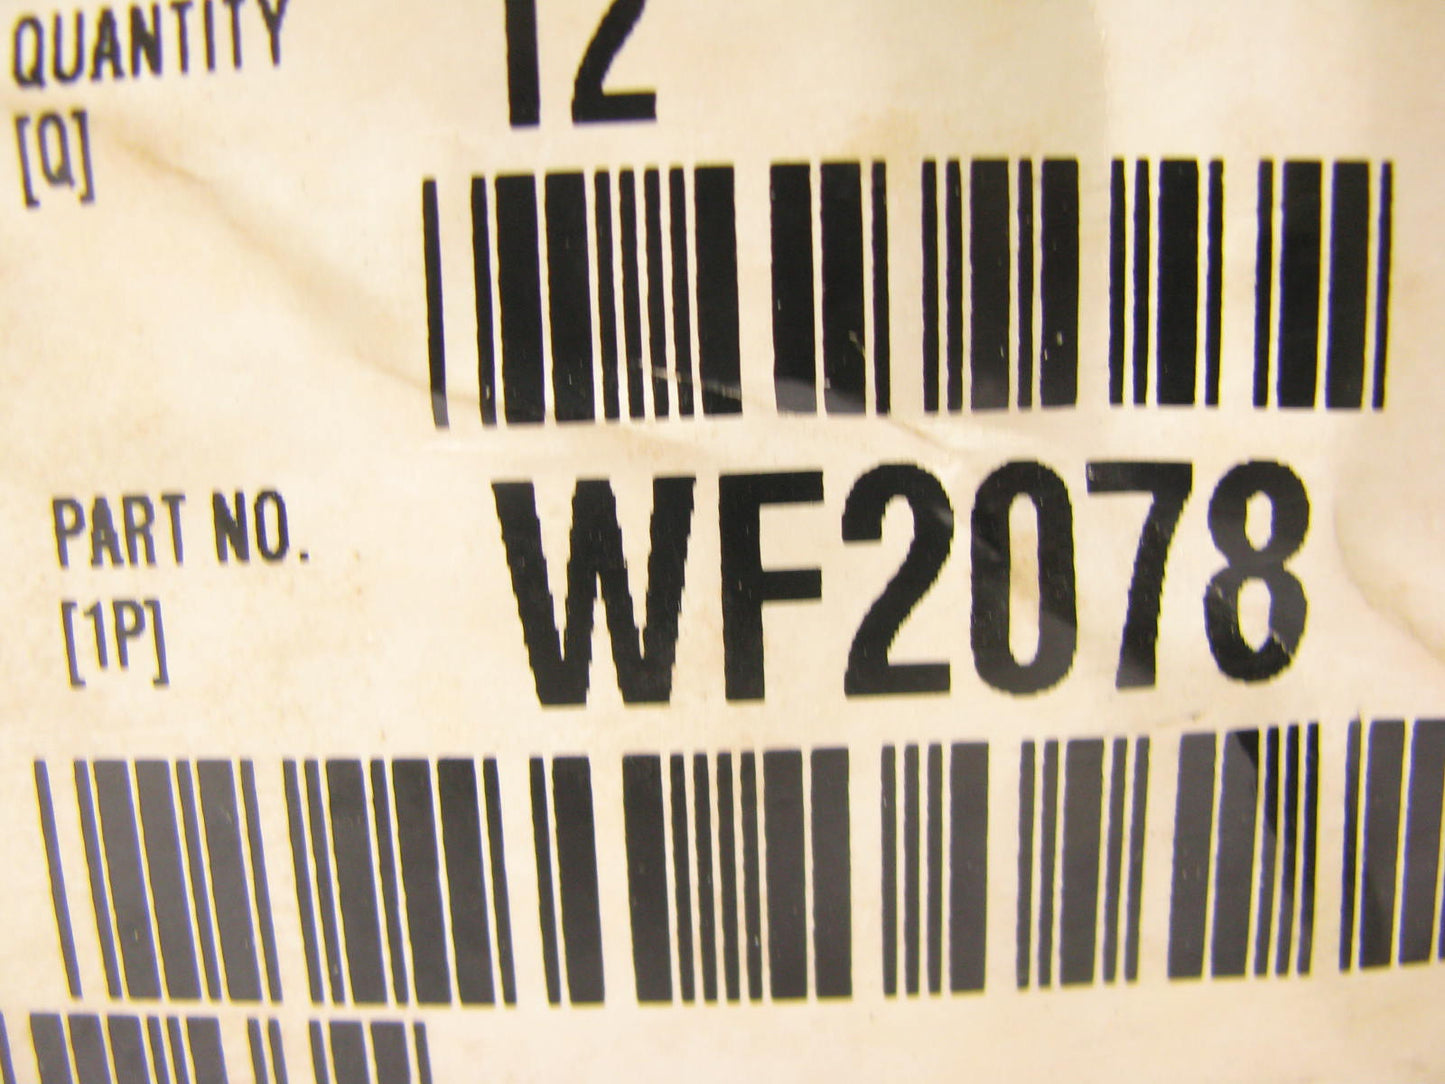 QUANTITY 12
[Q]
PART NO. WF2078
[1P]